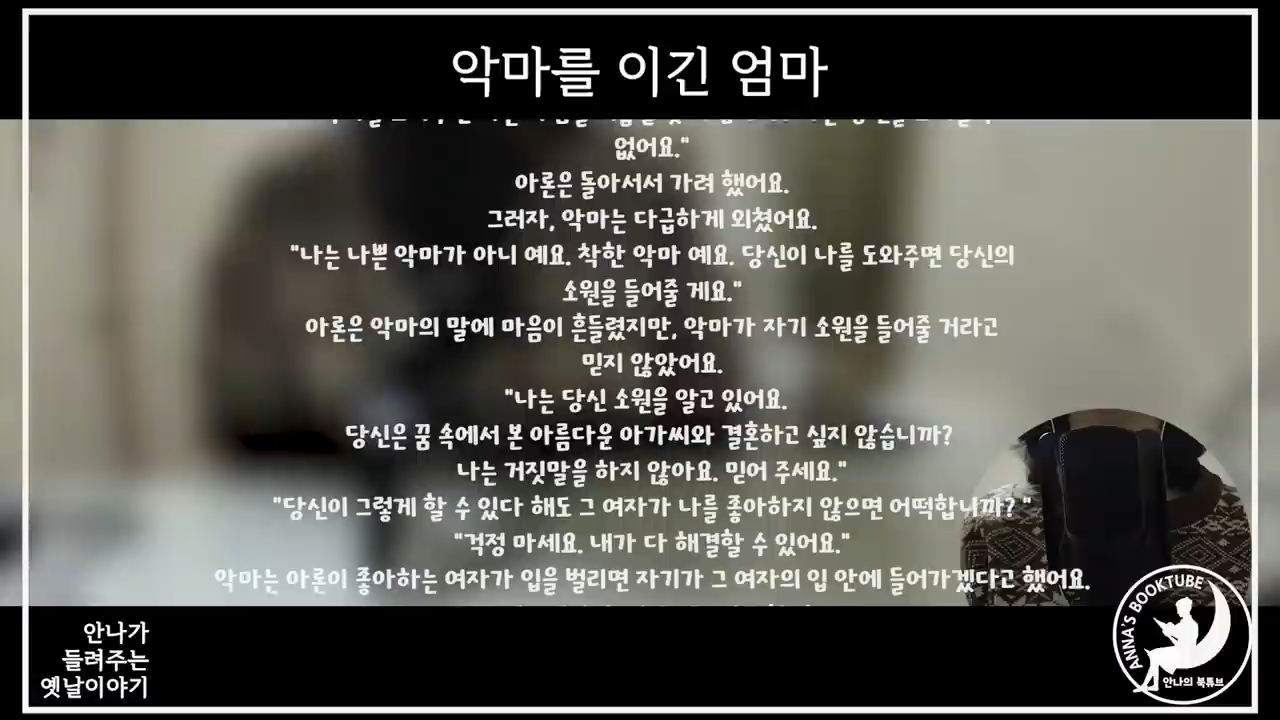 악마를 이긴 엄마
없어요."
아론은 돌아서서 가려 했어요.
그러자, 악마는 다급하게 외쳤어요.
"나는 나쁜 악마가 아니 예요. 착한 악마 예요. 당신이 나를 도와주면 당신의
소원을 들어줄 게요."
아론은 악마의 말에 마음이 흔들렸지만, 악마가 자기 소원을 들어줄 거라고
믿지 않았어요.
"나는 당신 소원을 알고 있어요.
당신은 꿈 속에서 본 아름다운 아가씨와 결혼하고 싶지 않습니까?
나는 거짓말을 하지 않아요. 믿어 주세요."
"당신이 그렇게 할 수 있다 해도 그 여자가 나를 좋아하지 않으면 어떡합니까?"
"걱정 마세요. 내가 다 해결할 수 있어요."
악마는 아론이 좋아하는 여자가 입을 벌리면 자기가 그 여자의 입 안에 들어가겠다고 했어요.
안나가
들려주는
옛날이야기
ANNA'S BOOKTUBE
안나의 북튜브